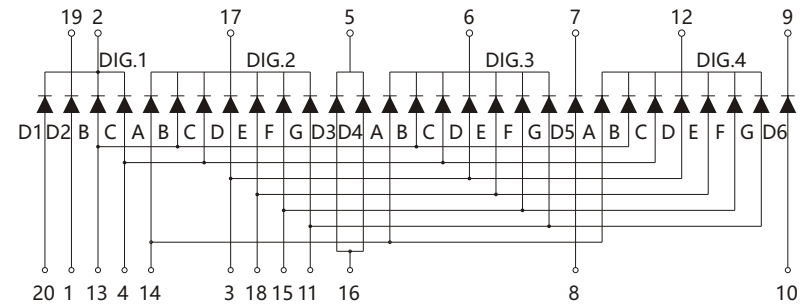 19 2 17 5 6 7 12 9
DIG.1 DIG.2 DIG.3 DIG.4
D1 D2 B C A B C D E F G D3 D4 A B C D E F G D5 A B C D E F G D6
20 1 13 4 14 3 18 15 11 16 8 10